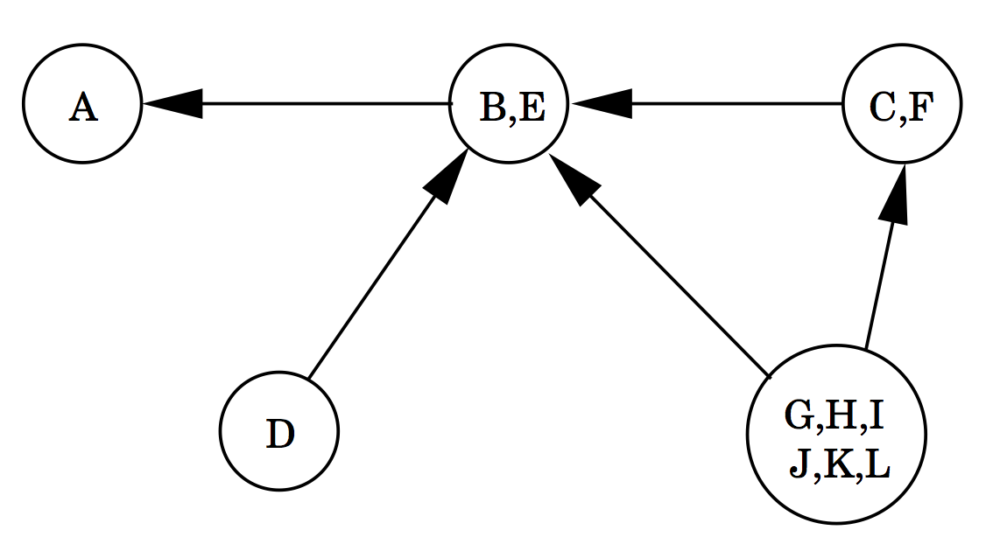 A
B,E
C,F
D
G,H,I
J,K,L